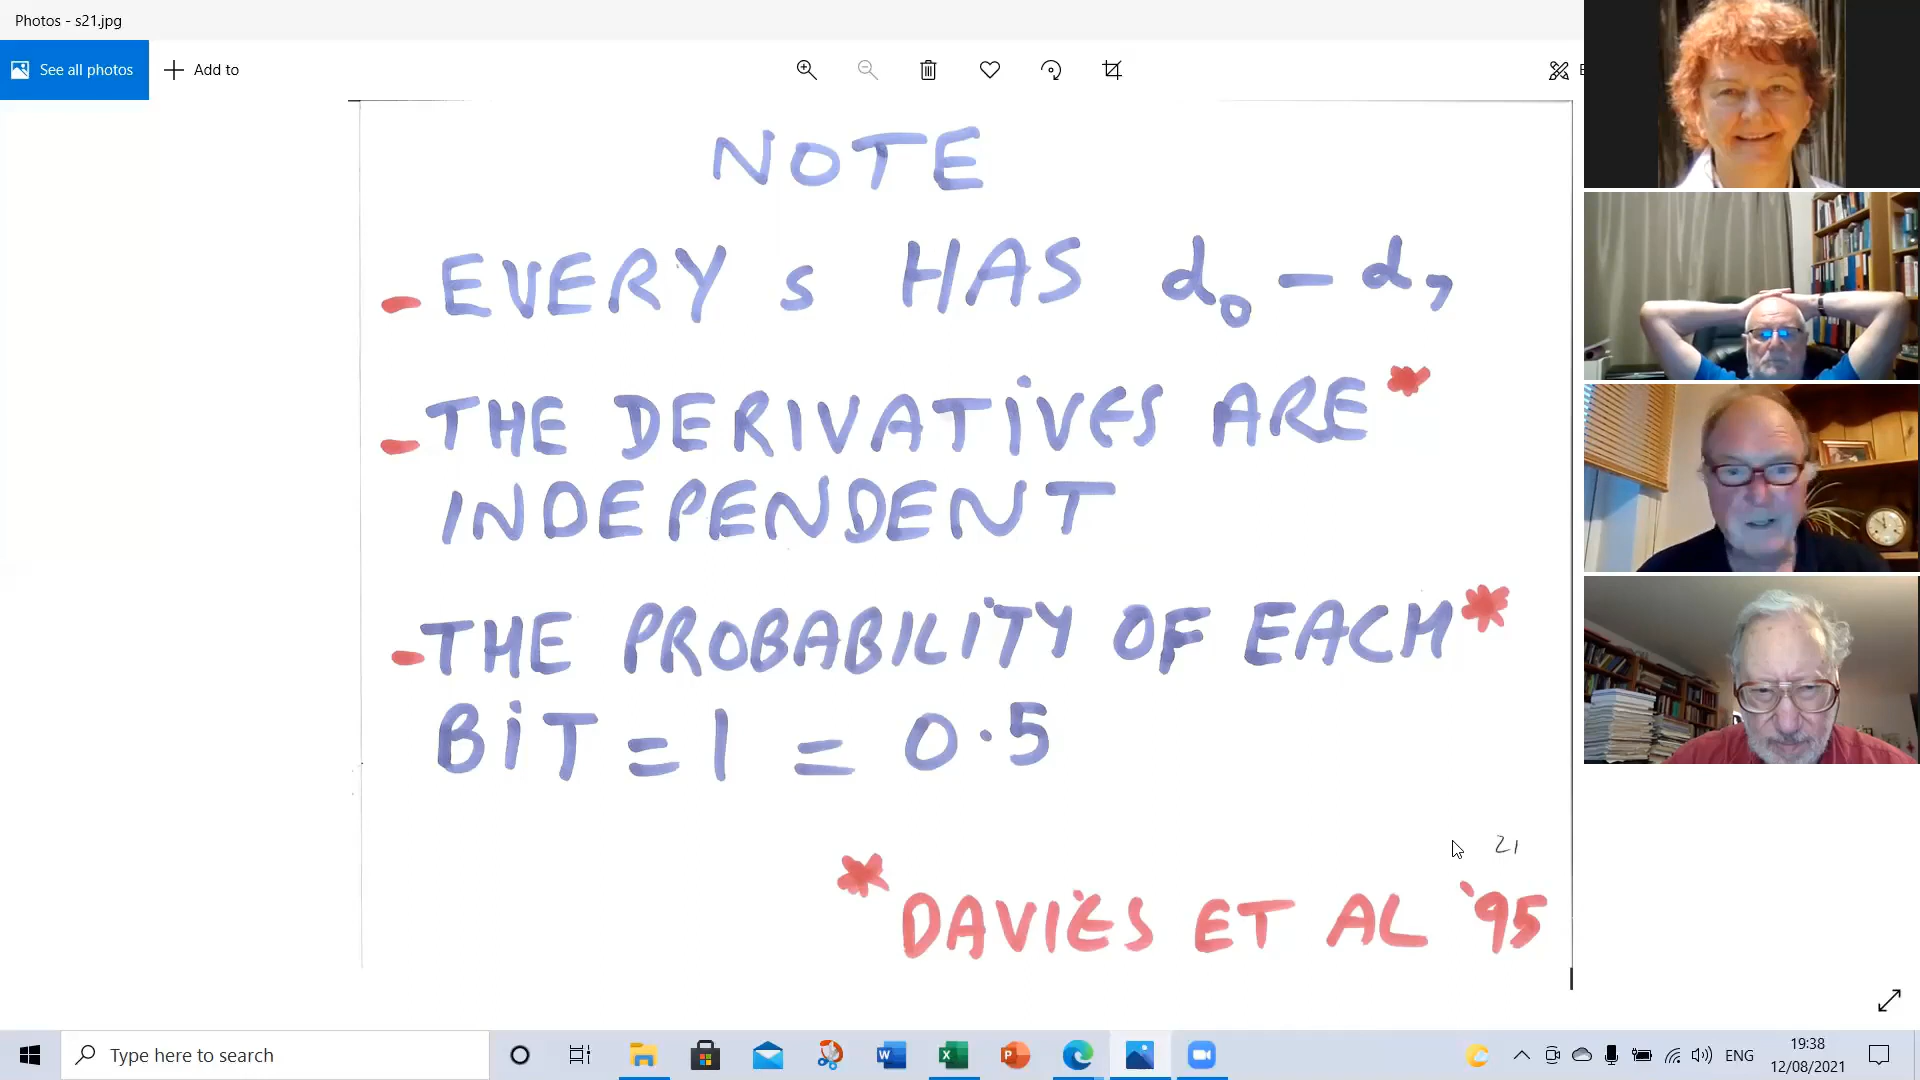 Photos - s21.jpg
See all photos
Add to
NOTE
- EVERY s HAS d0 - d7
- THE DERIVATIVES ARE*
INDEPENDENT
- THE PROBABILITY OF EACH*
BIT = 1 = 0.5
21
* DAVIES ET AL '95
Type here to search
ENG
19:38
12/08/2021